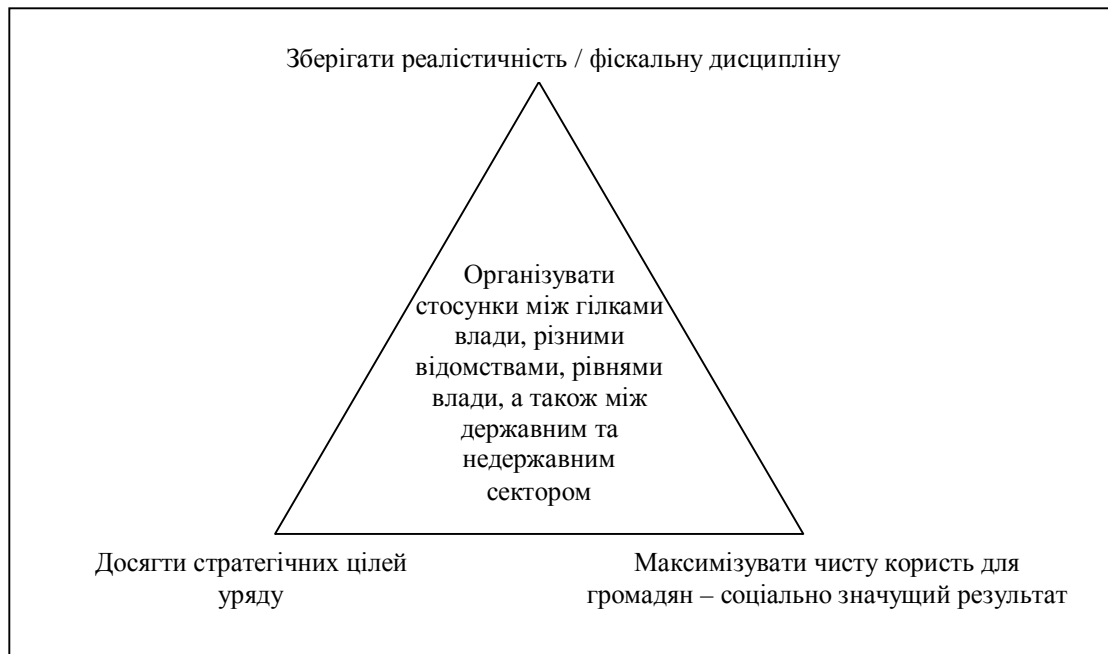 Зберігати реалістичність / фіскальну дисципліну
Організувати
стосунки між гілками
влади, різними
відомствами, рівнями
влади, а також між
державним та
недержавним
сектором
Досягти стратегічних цілей
уряду
Максимізувати чисту користь для
громадян – соціально значущий результат